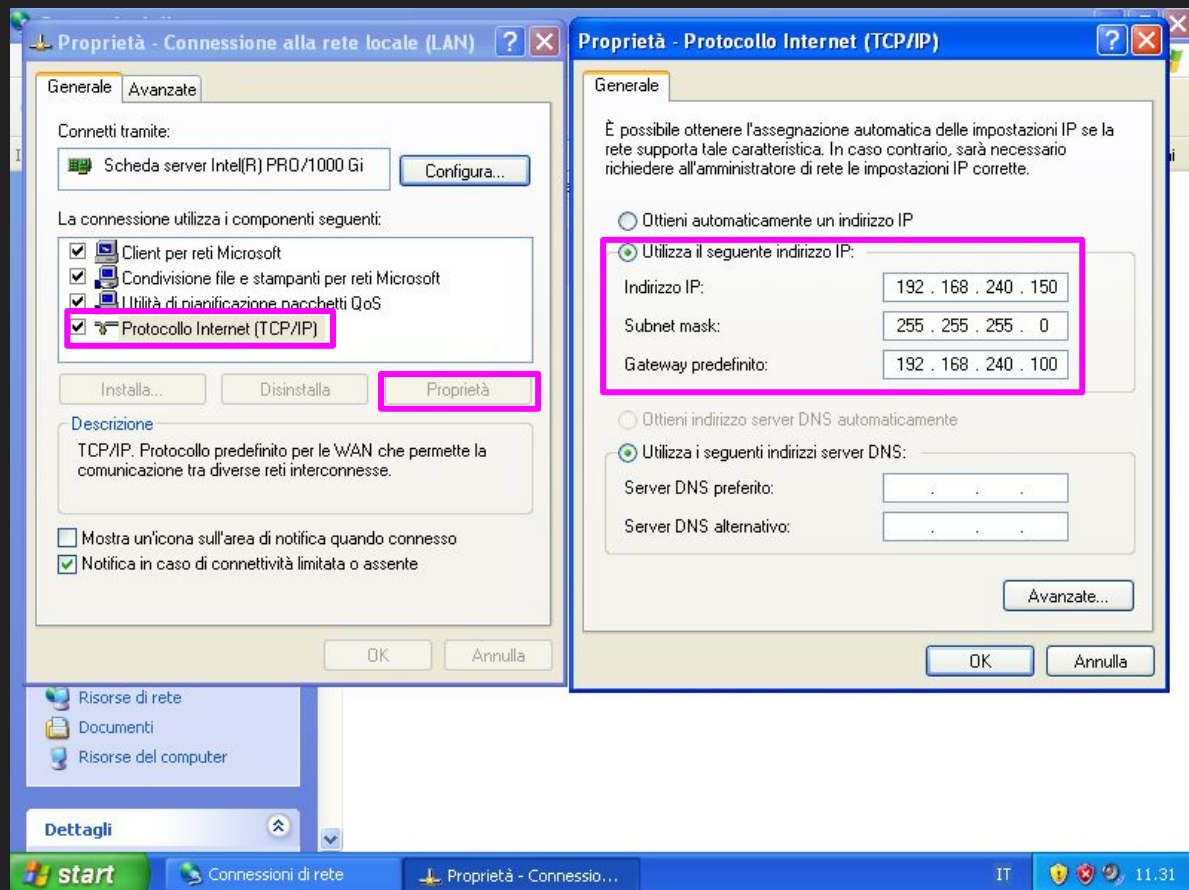 Proprietà - Connessione alla rete locale (LAN)
Generale
Avanzate
Connetti tramite:
Scheda server Intel(R) PRO/1000 Gi
Configura...
La connessione utilizza i componenti seguenti:
Client per reti Microsoft
Condivisione file e stampanti per reti Microsoft
Utilità di pianificazione pacchetti QoS
Protocollo Internet (TCP/IP)
Installa...
Disinstalla
Proprietà
Descrizione
TCP/IP. Protocollo predefinito per le WAN che permette la
comunicazione tra diverse reti interconnesse.
Mostra un'icona sull'area di notifica quando connesso
Notifica in caso di connettività limitata o assente
OK
Annulla
Proprietà - Protocollo Internet (TCP/IP)
Generale
È possibile ottenere l'assegnazione automatica delle impostazioni IP se la
rete supporta tale caratteristica. In caso contrario, sarà necessario
richiedere all'amministratore di rete le impostazioni IP corrette.
Ottieni automaticamente un indirizzo IP
Utilizza il seguente indirizzo IP:
Indirizzo IP: 192 . 168 . 240 . 150
Subnet mask: 255 . 255 . 255 . 0
Gateway predefinito: 192 . 168 . 240 . 100
Ottieni indirizzo server DNS automaticamente
Utilizza i seguenti indirizzi server DNS:
Server DNS preferito: . . .
Server DNS alternativo: . . .
Avanzate...
OK
Annulla
Risorse di rete
Documenti
Risorse del computer
Dettagli
start
Connessioni di rete
Proprietà - Connessio...
IT
11.31